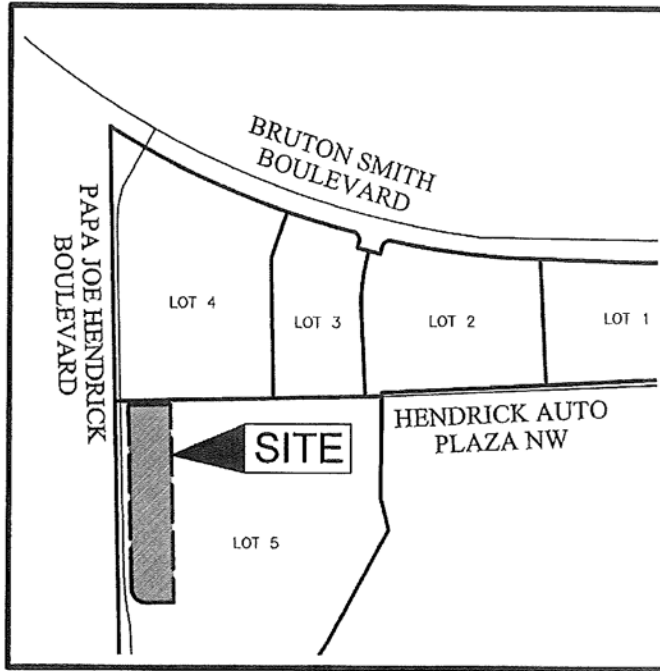 BRUTON SMITH
BOULEVARD
PAPA JOE HENDRICK
BOULEVARD
LOT 4
LOT 3
LOT 2
LOT 1
HENDRICK AUTO
PLAZA NW
SITE
LOT 5